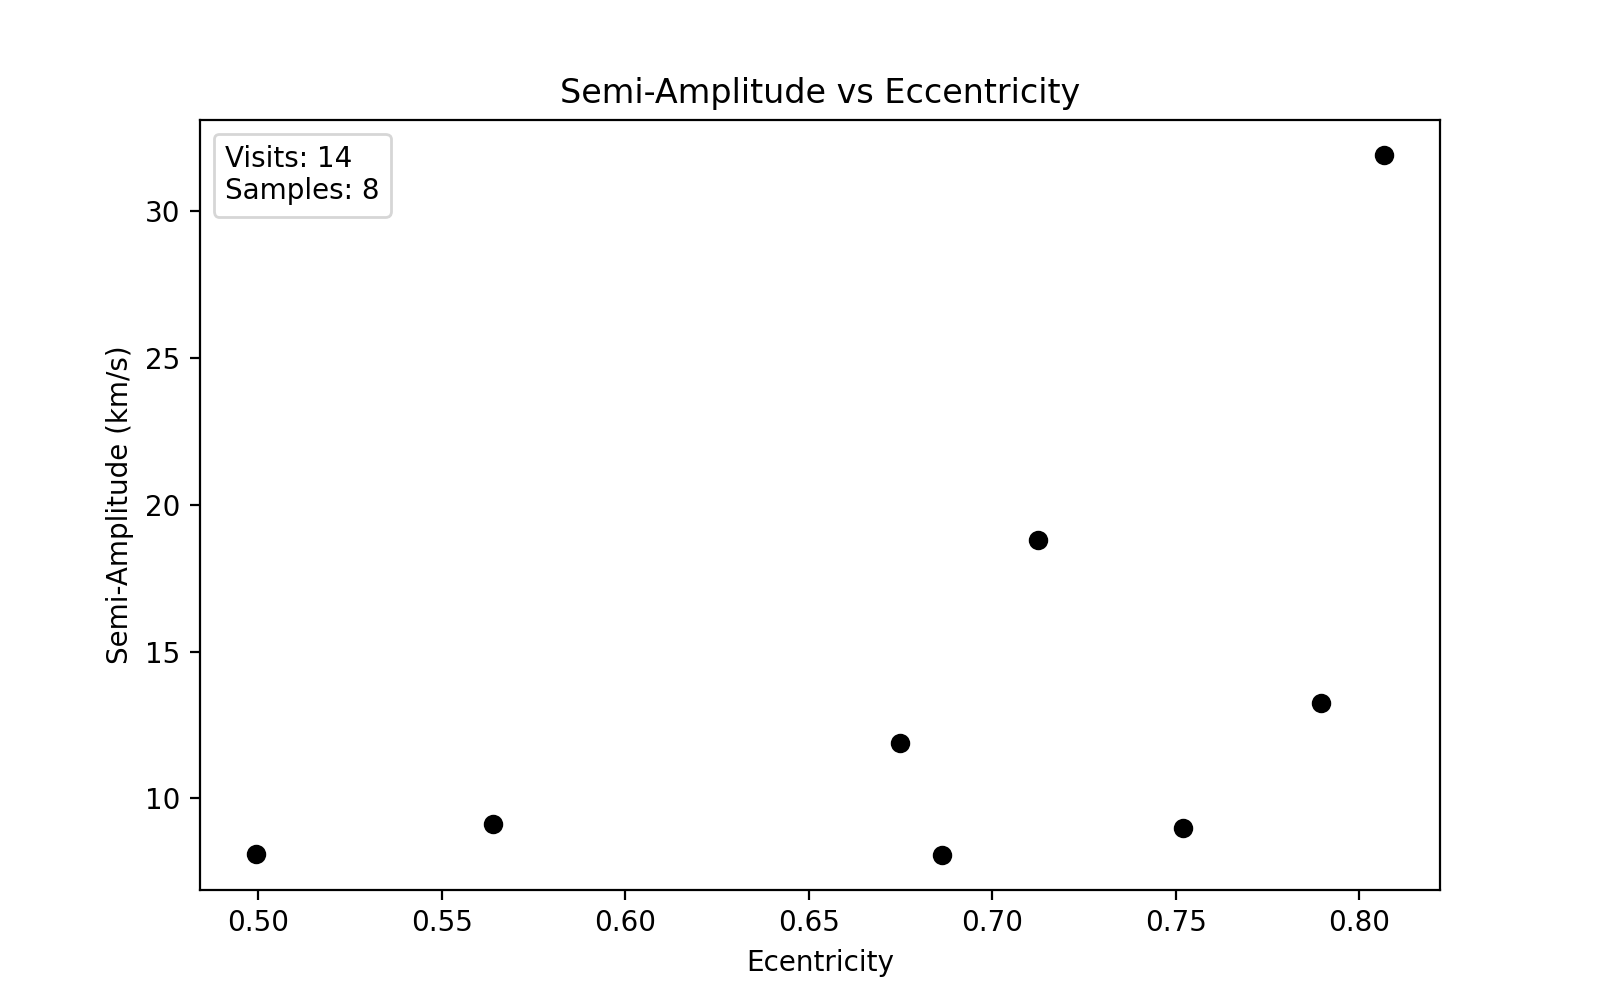 Semi-Amplitude vs Eccentricity
Visits: 14
Samples: 8
Semi-Amplitude (km/s)
30
25
20
15
10
0.50 0.55 0.60 0.65 0.70 0.75 0.80
Ecentricity